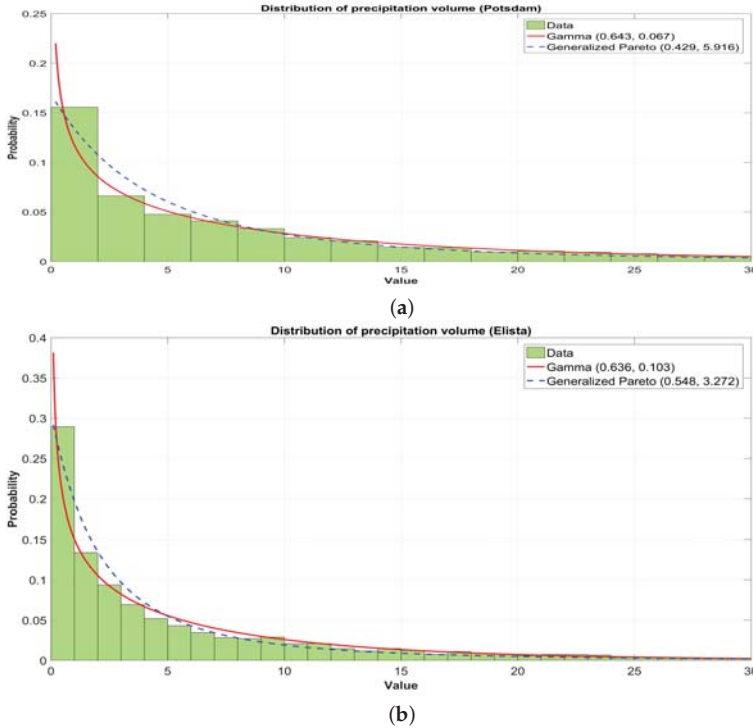 Distribution of precipitation volume (Potsdam)
0.25
0.2
0.15
0.1
0.05
0
Probability
Data
Gamma (0.643, 0.067)
Generalized Pareto (0.429, 5.916)
0 5 10 15 20 25 30
Value
(a)
Distribution of precipitation volume (Elista)
0.4
0.35
0.3
0.25
0.2
0.15
0.1
0.05
0
Probability
Data
Gamma (0.636, 0.103)
Generalized Pareto (0.548, 3.272)
0 5 10 15 20 25 30
Value
(b)